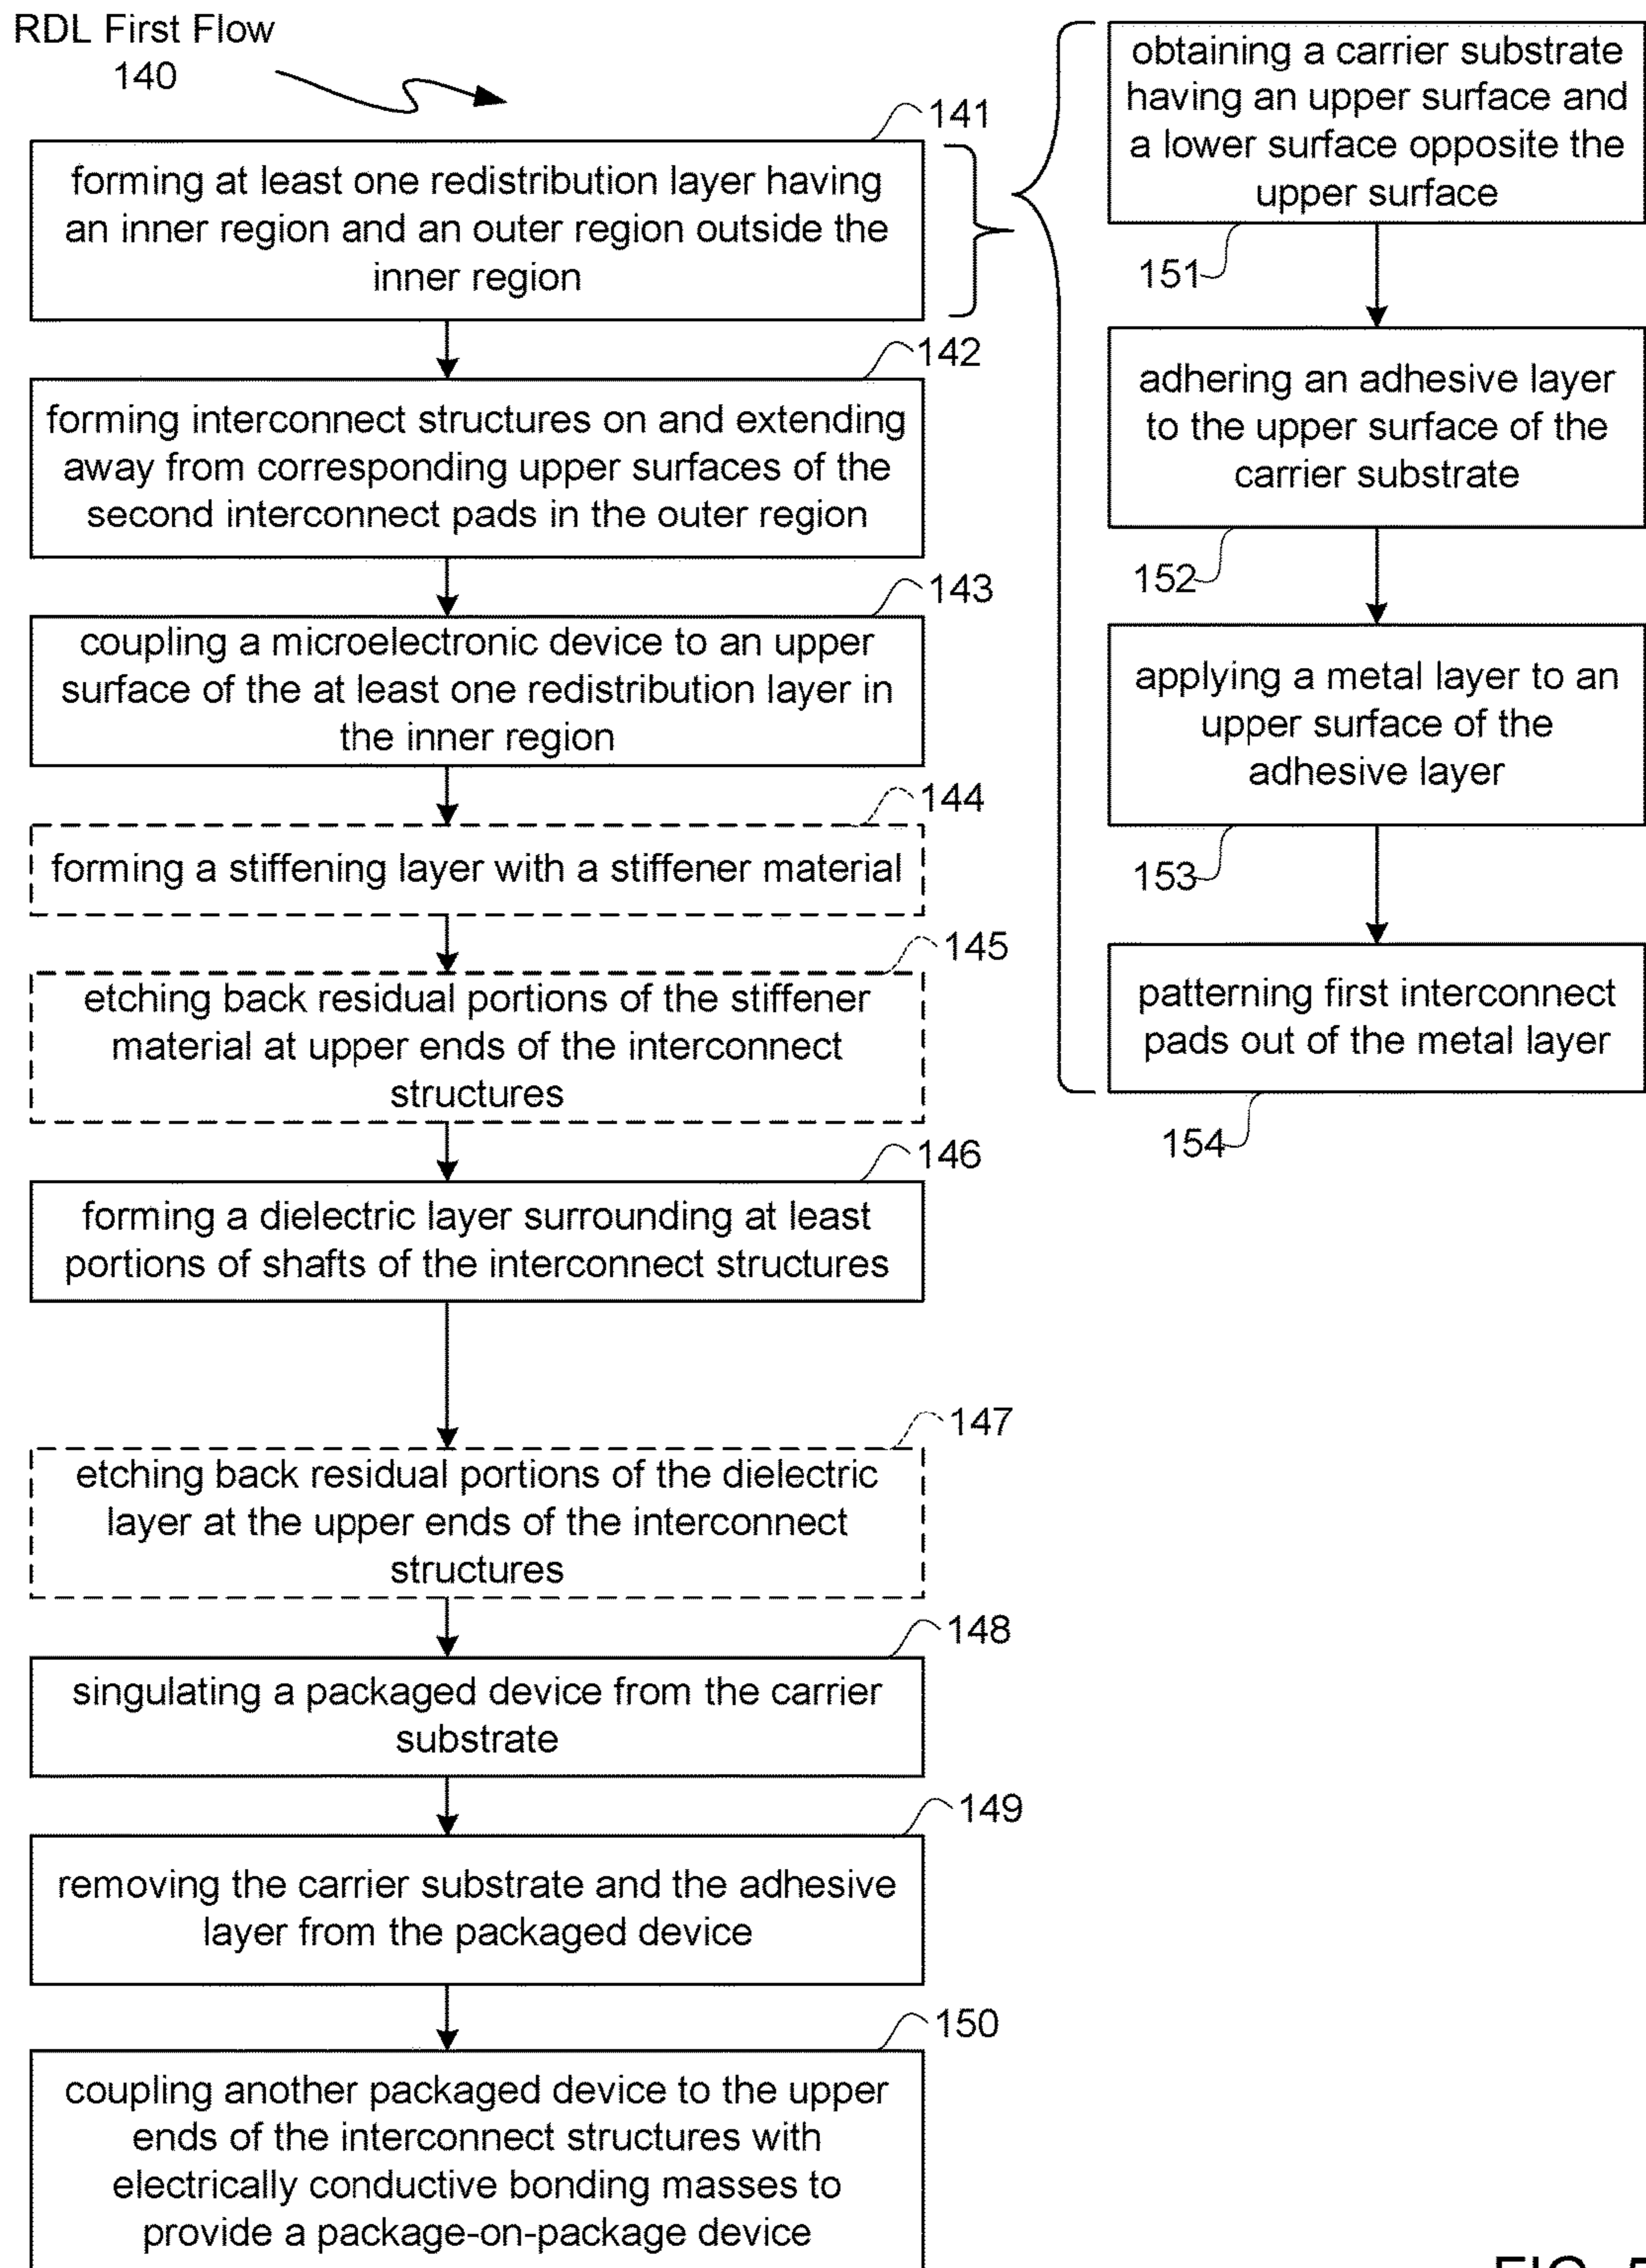 RDL First Flow
140
141
forming at least one redistribution layer having
an inner region and an outer region outside the
inner region
142
forming interconnect structures on and extending
away from corresponding upper surfaces of the
second interconnect pads in the outer region
143
coupling a microelectronic device to an upper
surface of the at least one redistribution layer in
the inner region
144
forming a stiffening layer with a stiffener material
145
etching back residual portions of the stiffener
material at upper ends of the interconnect
structures
146
forming a dielectric layer surrounding at least
portions of shafts of the interconnect structures
147
etching back residual portions of the dielectric
layer at the upper ends of the interconnect
structures
148
singulating a packaged device from the carrier
substrate
149
removing the carrier substrate and the adhesive
layer from the packaged device
150
coupling another packaged device to the upper
ends of the interconnect structures with
electrically conductive bonding masses to
provide a package-on-package device
obtaining a carrier substrate
having an upper surface and
a lower surface opposite the
upper surface
151
adhering an adhesive layer
to the upper surface of the
carrier substrate
152
applying a metal layer to an
upper surface of the
adhesive layer
153
patterning first interconnect
pads out of the metal layer
154